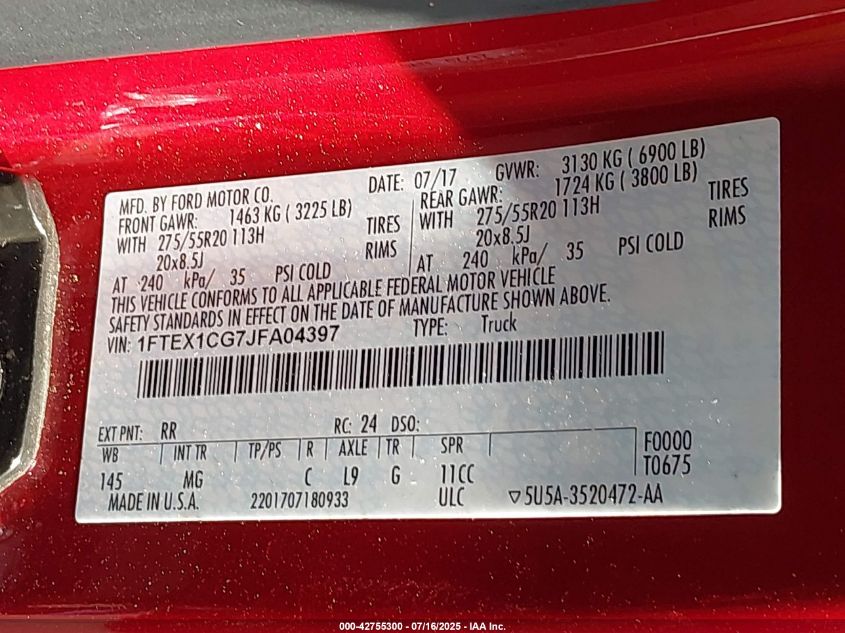 MFD. BY FORD MOTOR CO. DATE: 07/17 GVWR: 3130 KG ( 6900 LB)
FRONT GAWR: 1463 KG ( 3225 LB) REAR GAWR: 1724 KG ( 3800 LB)
WITH 275/55R20 113H TIRES WITH 275/55R20 113H TIRES
20x8.5J RIMS 20x8.5J RIMS
AT 240 kPa/ 35 PSI COLD AT 240 kPa/ 35 PSI COLD
THIS VEHICLE CONFORMS TO ALL APPLICABLE FEDERAL MOTOR VEHICLE
SAFETY STANDARDS IN EFFECT ON THE DATE OF MANUFACTURE SHOWN ABOVE.
VIN: 1FTEX1CG7JFA04397 TYPE: Truck
EXT PNT: RR RC: 24 DSO:
WB INT TR TP/PS R AXLE TR SPR F0000
145 MG C L9 G 11CC T0675
MADE IN U.S.A. 2201707180933 ULC ▽5U5A-3520472-AA
000-42755300 - 07/16/2025 - IAA Inc.